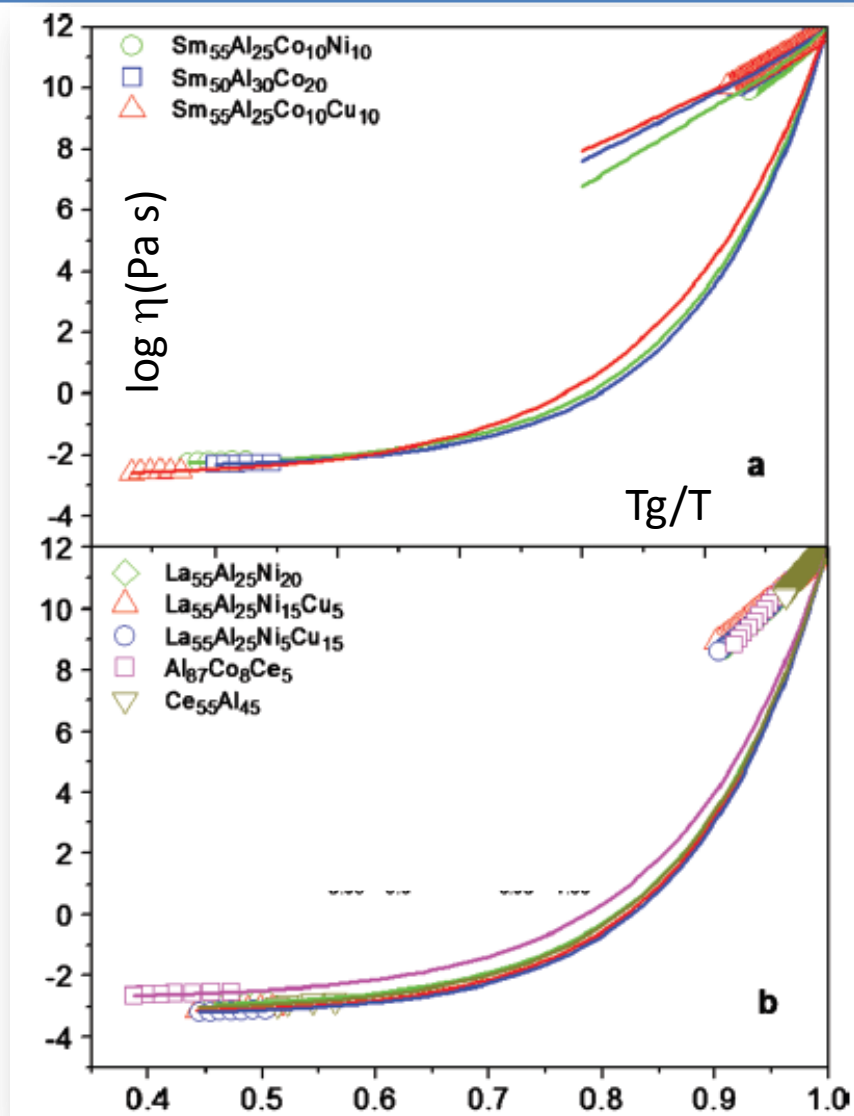 12
10
8
6
4
2
0
-2
-4
log η(Pa s)
Sm55Al25Co10Ni10
Sm50Al30Co20
Sm55Al25Co10Cu10
a
Tg/T
12
10
8
6
4
2
0
-2
-4
La55Al25Ni20
La55Al25Ni15Cu5
La55Al25Ni5Cu15
Al87Co8Ce5
Ce55Al45
b
0.4 0.5 0.6 0.7 0.8 0.9 1.0